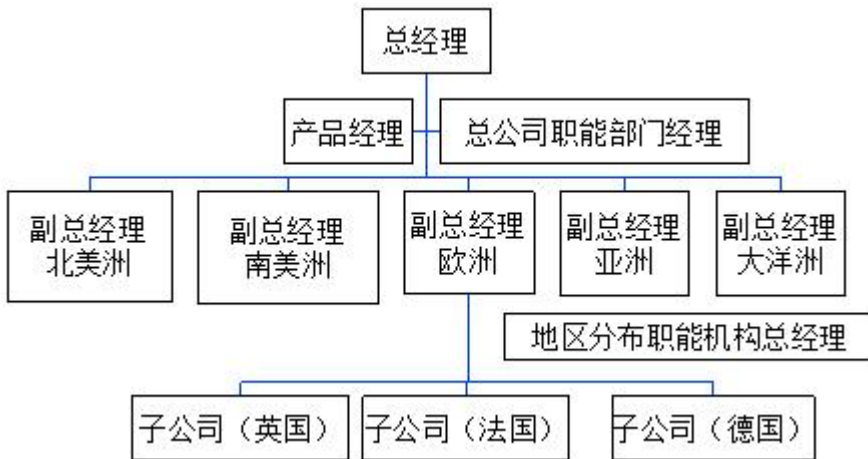 总经理
产品经理
总公司职能部门经理
副总经理
北美洲
副总经理
南美洲
副总经理
欧洲
副总经理
亚洲
副总经理
大洋洲
地区分布职能机构总经理
子公司（英国）
子公司（法国）
子公司（德国）